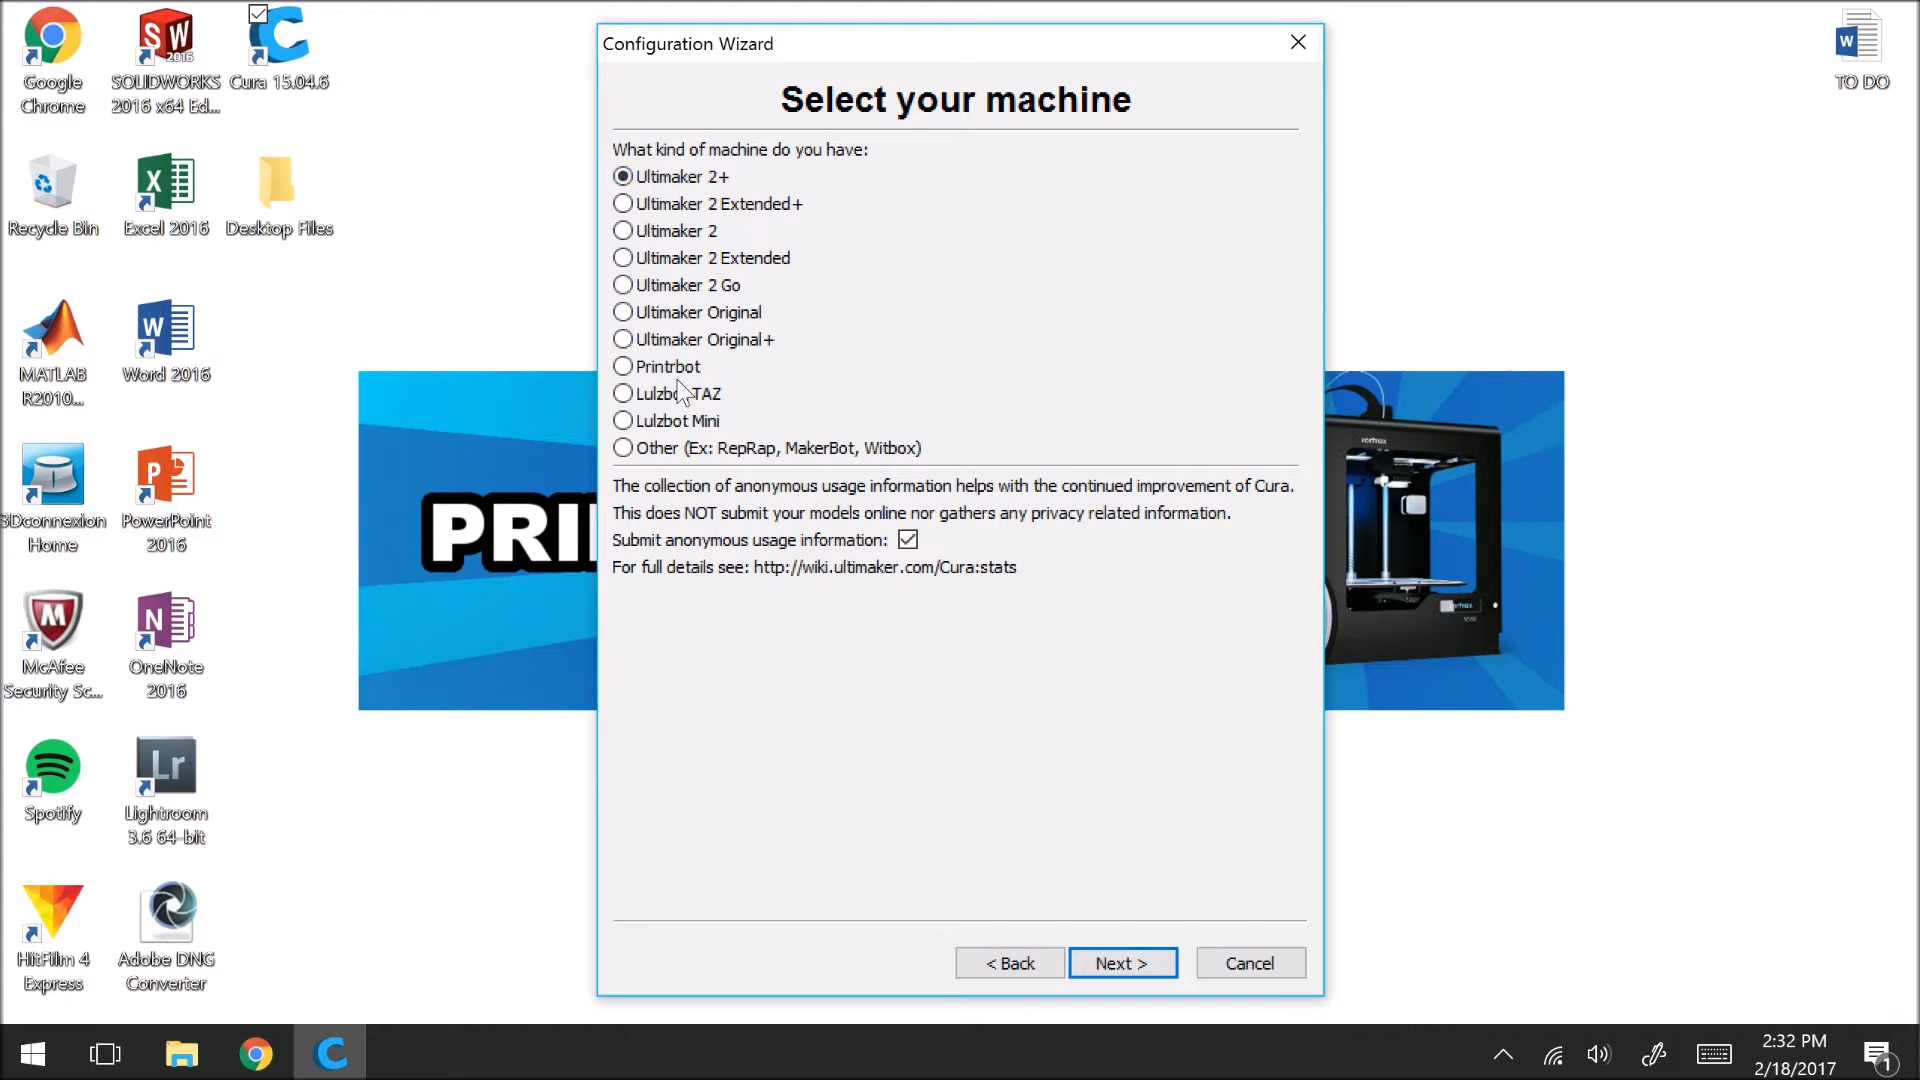 Google
Chrome
SOLIDWORKS
2016 x64 Ed...
Cura 15.04.6
Recycle Bin
Excel 2016
Desktop Files
MATLAB
R2010...
Word 2016
3Dconnexion
Home
PowerPoint
2016
McAfee
Security Sc...
OneNote
2016
Spotify
Lightroom
3.6 64-bit
HitFilm 4
Express
Adobe DNG
Converter
TO DO
Configuration Wizard
Select your machine
What kind of machine do you have:
Ultimaker 2+
Ultimaker 2 Extended+
Ultimaker 2
Ultimaker 2 Extended
Ultimaker 2 Go
Ultimaker Original
Ultimaker Original+
Printrbot
Lulzbot TAZ
Lulzbot Mini
Other (Ex: RepRap, MakerBot, Witbox)
The collection of anonymous usage information helps with the continued improvement of Cura.
This does NOT submit your models online nor gathers any privacy related information.
Submit anonymous usage information:
For full details see: http://wiki.ultimaker.com/Cura:stats
< Back
Next >
Cancel
PRI
zortrax
zortrax
2:32 PM
2/18/2017
1